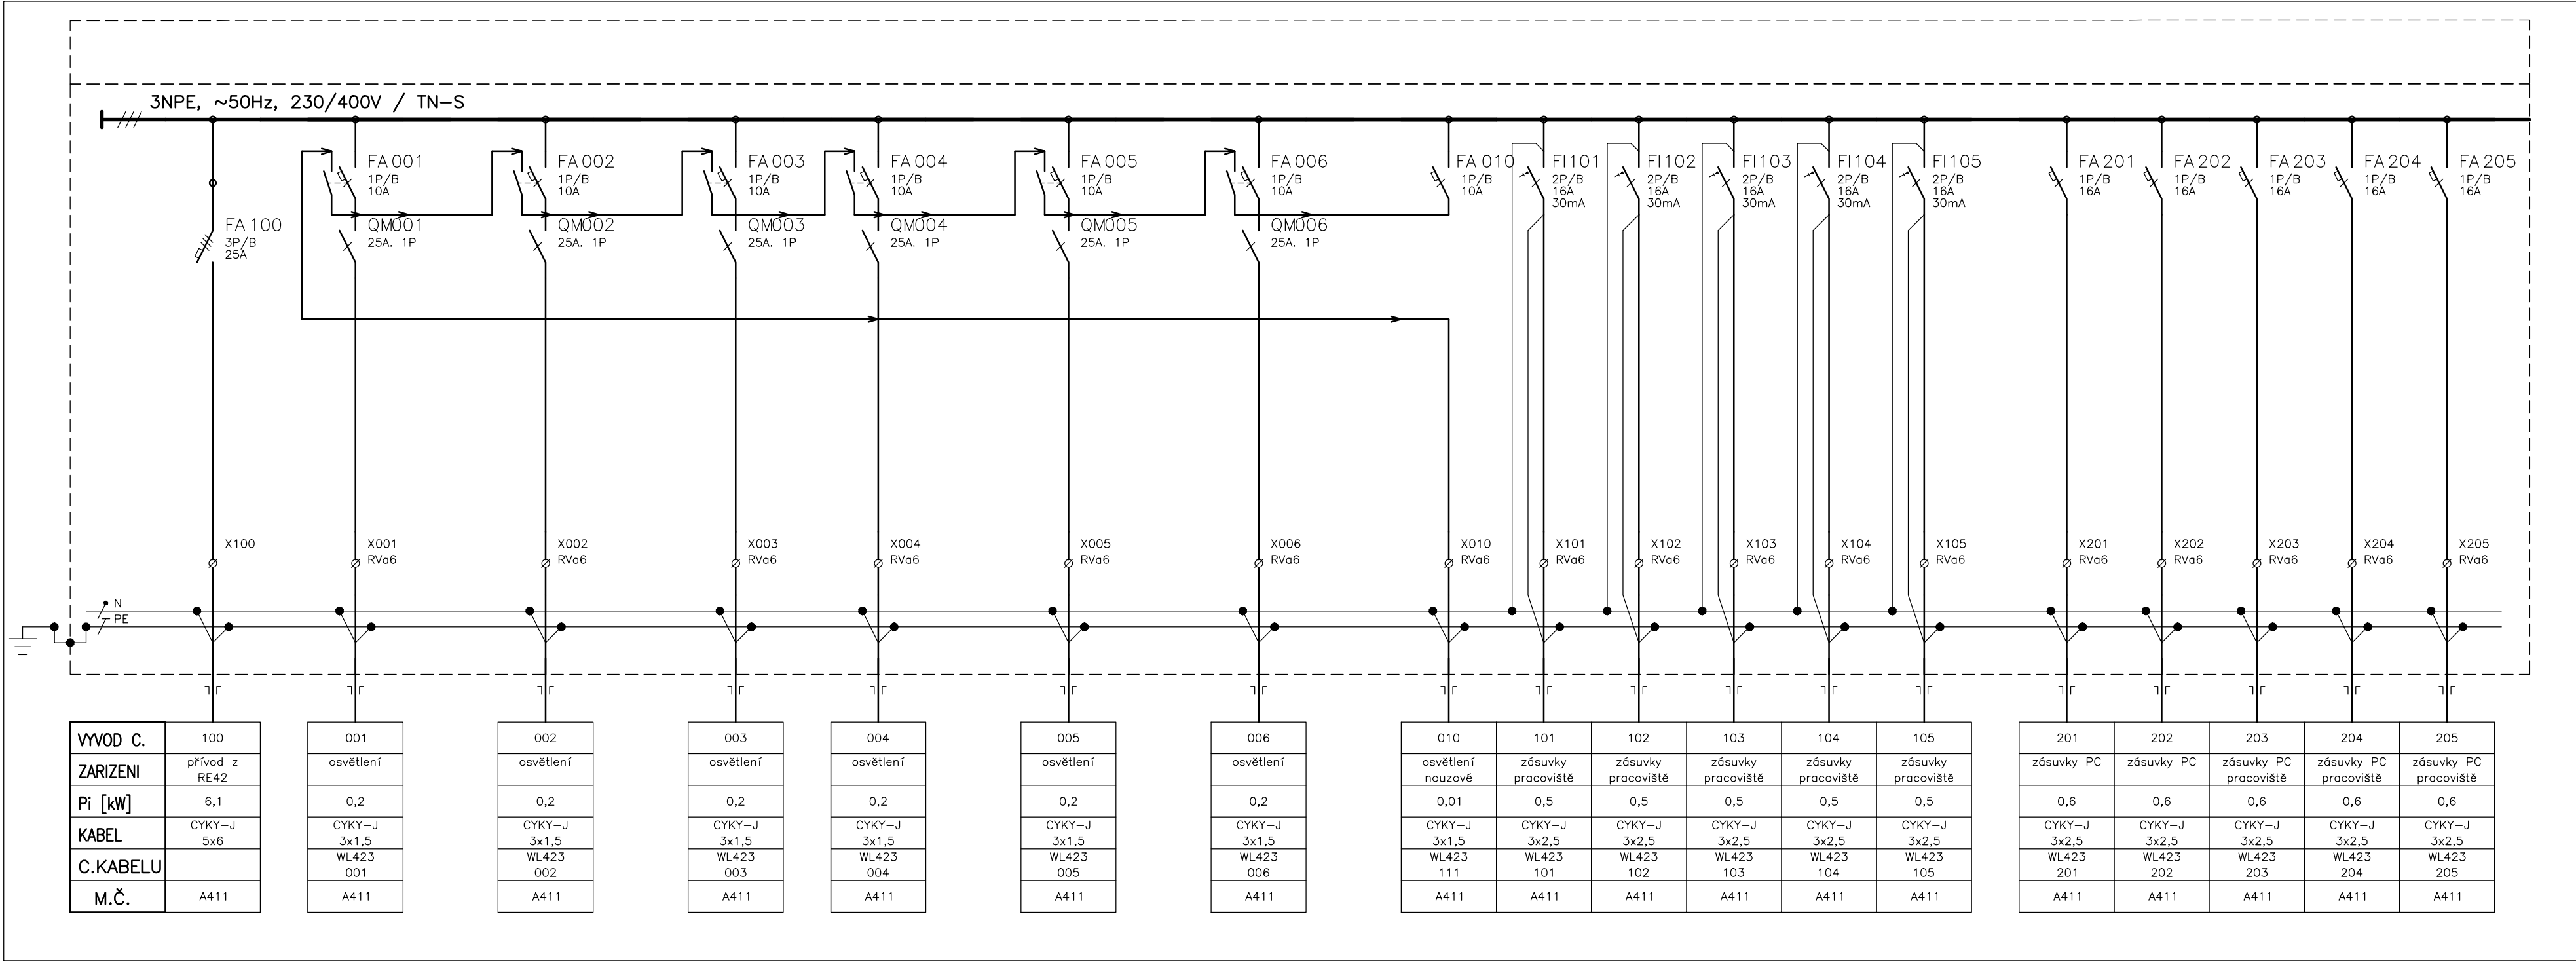 3NPE, ~50Hz, 230/400V / TN-S
FA 100
3P/B
25A
FA 001
1P/B
10A
QM001
25A. 1P
FA 002
1P/B
10A
QM002
25A. 1P
FA 003
1P/B
10A
QM003
25A. 1P
FA 004
1P/B
10A
QM004
25A. 1P
FA 005
1P/B
10A
QM005
25A. 1P
FA 006
1P/B
10A
QM006
25A. 1P
FA 010
1P/B
10A
FI101
2P/B
16A
30mA
FI102
2P/B
16A
30mA
FI103
2P/B
16A
30mA
FI104
2P/B
16A
30mA
FI105
2P/B
16A
30mA
FA 201
1P/B
16A
FA 202
1P/B
16A
FA 203
1P/B
16A
FA 204
1P/B
16A
FA 205
1P/B
16A
X100
X001
RVa6
X002
RVa6
X003
RVa6
X004
RVa6
X005
RVa6
X006
RVa6
X010
RVa6
X101
RVa6
X102
RVa6
X103
RVa6
X104
RVa6
X105
RVa6
X201
RVa6
X202
RVa6
X203
RVa6
X204
RVa6
X205
RVa6
N
PE
VYVOD C. 100 001 002 003 004 005 006 010 101 102 103 104 105 201 202 203 204 205
ZARIZENI přívod z RE42 osvětlení osvětlení osvětlení osvětlení osvětlení osvětlení osvětlení nouzové zásuvky pracoviště zásuvky pracoviště zásuvky pracoviště zásuvky pracoviště zásuvky pracoviště zásuvky PC zásuvky PC zásuvky PC pracoviště zásuvky PC pracoviště zásuvky PC pracoviště
Pi [kW] 6,1 0,2 0,2 0,2 0,2 0,2 0,2 0,01 0,5 0,5 0,5 0,5 0,5 0,6 0,6 0,6 0,6 0,6
KABEL CYKY-J 5x6 CYKY-J 3x1,5 CYKY-J 3x1,5 CYKY-J 3x1,5 CYKY-J 3x1,5 CYKY-J 3x1,5 CYKY-J 3x1,5 CYKY-J 3x1,5 CYKY-J 3x2,5 CYKY-J 3x2,5 CYKY-J 3x2,5 CYKY-J 3x2,5 CYKY-J 3x2,5 CYKY-J 3x2,5 CYKY-J 3x2,5 CYKY-J 3x2,5 CYKY-J 3x2,5 CYKY-J 3x2,5
C.KABELU WL423 001 WL423 002 WL423 003 WL423 004 WL423 005 WL423 006 WL423 111 WL423 101 WL423 102 WL423 103 WL423 104 WL423 105 WL423 201 WL423 202 WL423 203 WL423 204 WL423 205
M.Č. A411 A411 A411 A411 A411 A411 A411 A411 A411 A411 A411 A411 A411 A411 A411 A411 A411 A411